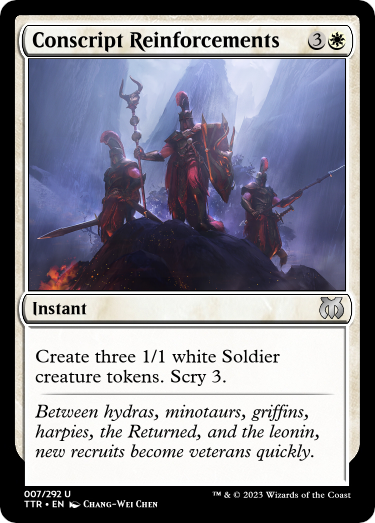 Conscript Reinforcements 3
Instant
Create three 1/1 white Soldier
creature tokens. Scry 3.
Between hydras, minotaurs, griffins,
harpies, the Returned, and the leonin,
new recruits become veterans quickly.
007/292 U
TTR • EN Chang-Wei Chen
™ & © 2023 Wizards of the Coast